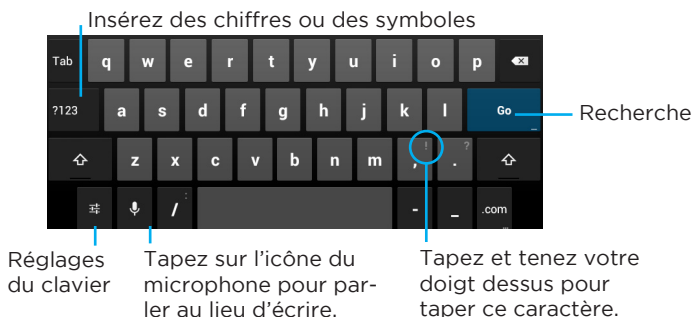 Insérez des chiffres ou des symboles
Tab q w e r t y u i o p
?123 a s d f g h j k l Go
Recherche
z x c v b n m , ! . ?
/ : - _ .com ...
Réglages
du clavier
Tapez sur l'icône du
microphone pour par-
ler au lieu d'écrire.
Tapez et tenez votre
doigt dessus pour
taper ce caractère.